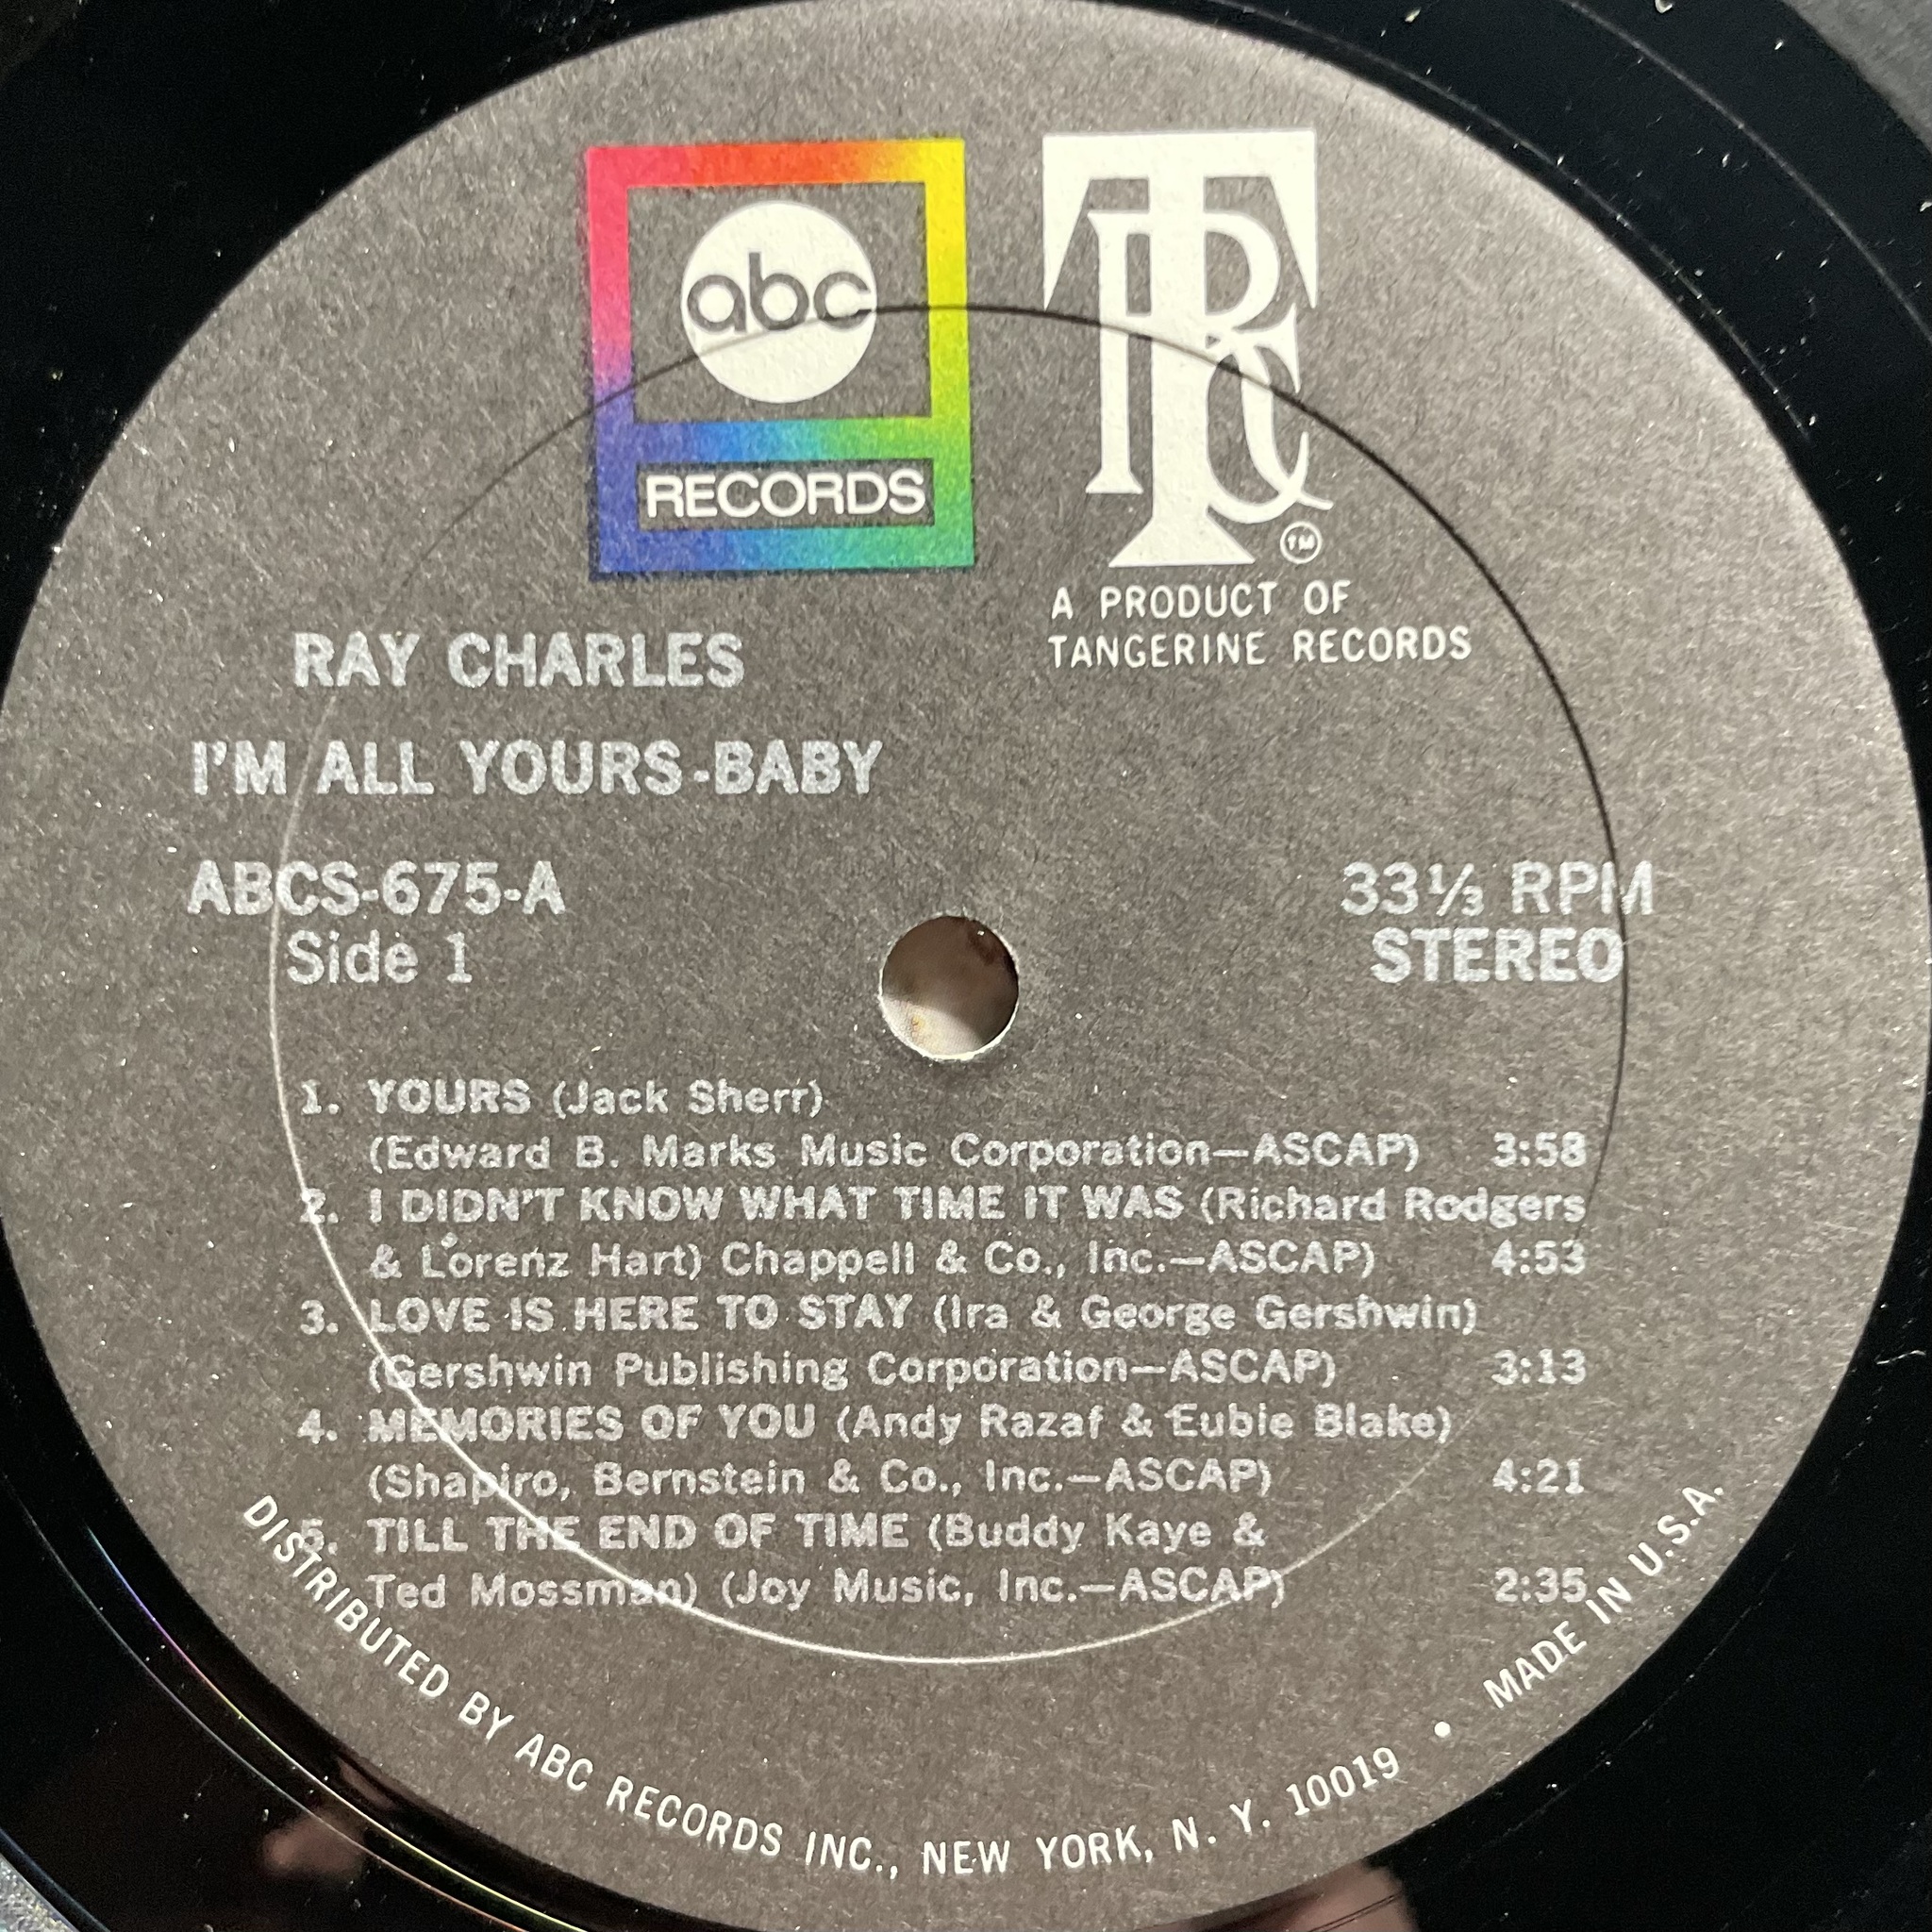 abc
RECORDS
TRC
TM
A PRODUCT OF
TANGERINE RECORDS
RAY CHARLES
I'M ALL YOURS-BABY
ABCS-675-A
Side 1
33⅓ RPM
STEREO
1. YOURS (Jack Sherr)
(Edward B. Marks Music Corporation—ASCAP) 3:58
2. I DIDN'T KNOW WHAT TIME IT WAS (Richard Rodgers
& Lorenz Hart) Chappell & Co., Inc.—ASCAP) 4:53
3. LOVE IS HERE TO STAY (Ira & George Gershwin)
(Gershwin Publishing Corporation—ASCAP) 3:13
4. MEMORIES OF YOU (Andy Razaf & Eubie Blake)
(Shapiro, Bernstein & Co., Inc.—ASCAP) 4:21
5. TILL THE END OF TIME (Buddy Kaye &
Ted Mossman) (Joy Music, Inc.—ASCAP) 2:35
DISTRIBUTED BY ABC RECORDS INC., NEW YORK, N. Y. 10019 • MADE IN U.S.A.